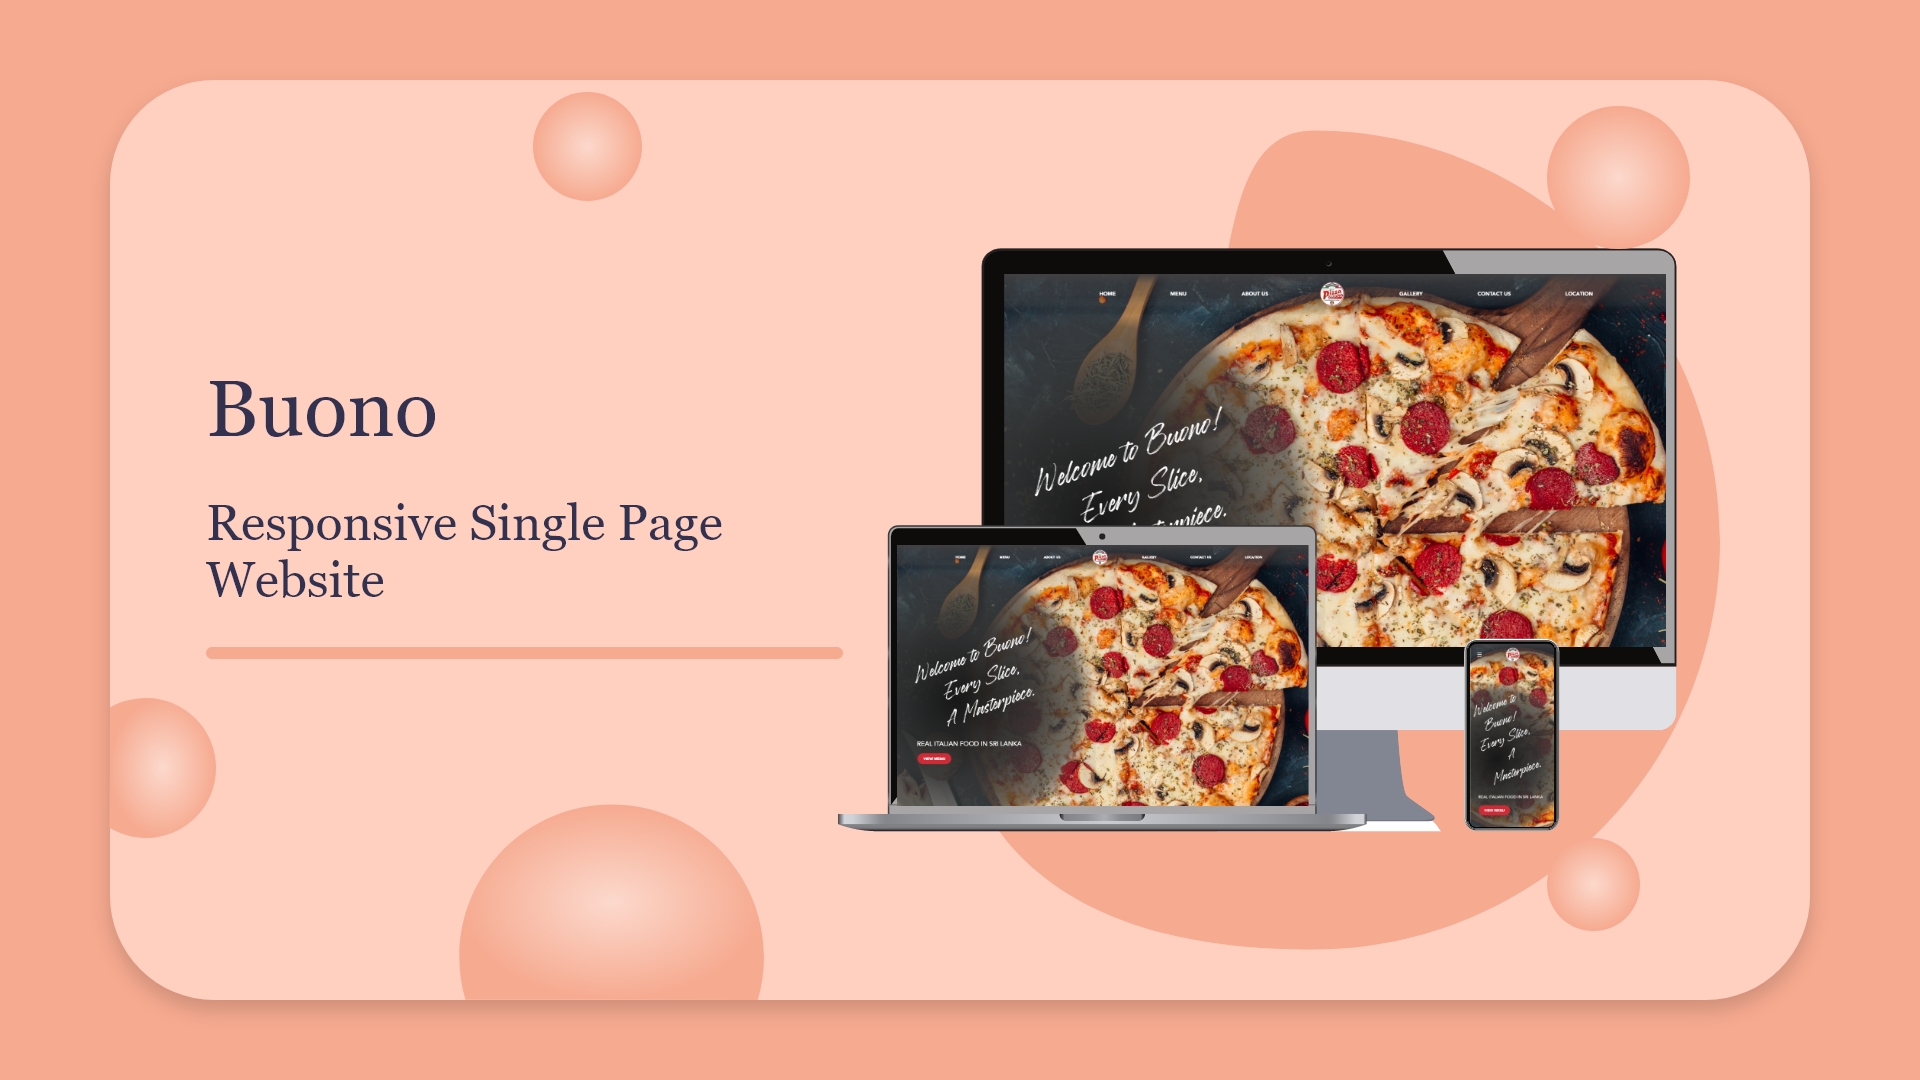 Buono
Responsive Single Page
Website
HOME MENU ABOUT US Pizza GALLERY CONTACT US LOCATION
Welcome to Buono!
Every Slice,
HOME MENU ABOUT US GALLERY CONTACT US LOCATION
Welcome to Buono!
Every Slice,
A Masterpiece.
REAL ITALIAN FOOD IN SRI LANKA
VIEW MENU
Welcome to
Buono!
Every Slice,
A
Masterpiece.
REAL ITALIAN FOOD IN SRI LANKA
VIEW MENU